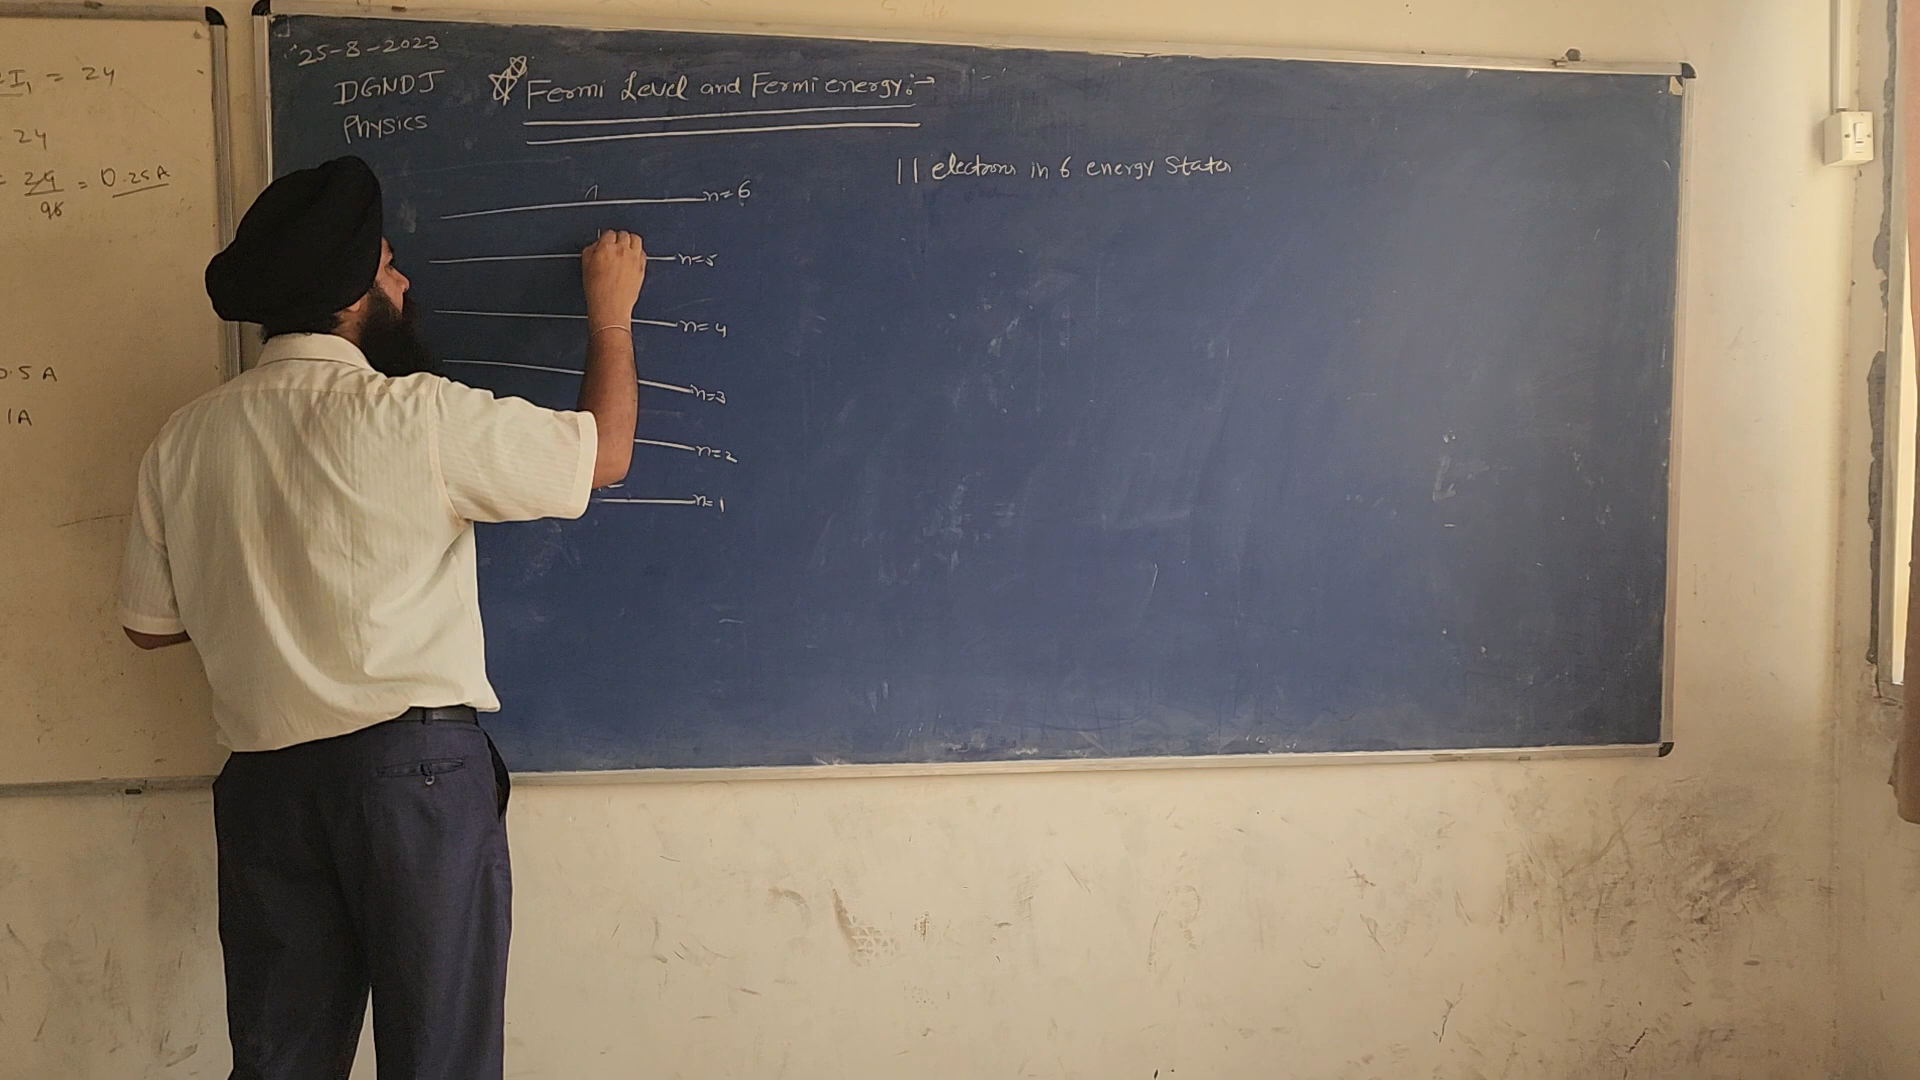 2I₁ = 24
= 24
= 24/96 = 0.25A
0.5 A
1A
25-8-2023
DGNDJ
Physics
Fermi Level and Fermi energy:→
11 electrons in 6 energy States
n=6
n=5
n=4
n=3
n=2
n=1